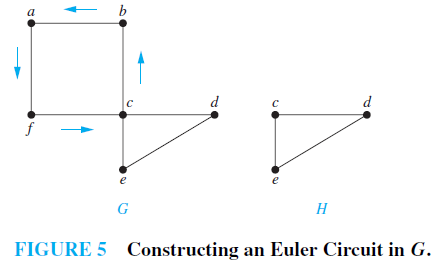 a b
c d c d
f
e e
G H
FIGURE 5 Constructing an Euler Circuit in G.